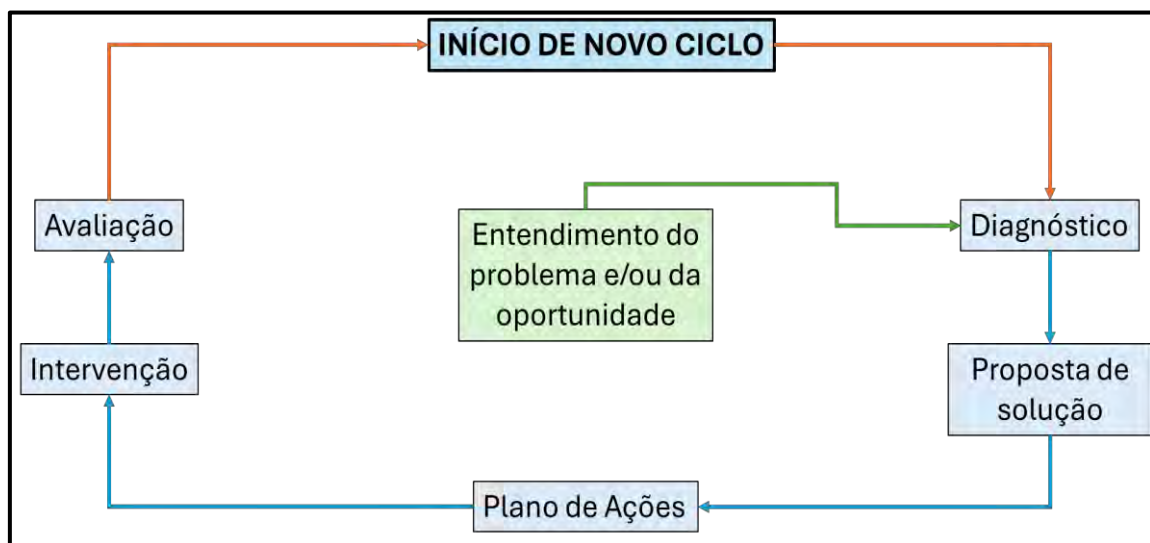 INÍCIO DE NOVO CICLO
Avaliação
Entendimento do
problema e/ou da
oportunidade
Diagnóstico
Intervenção
Proposta de
solução
Plano de Ações